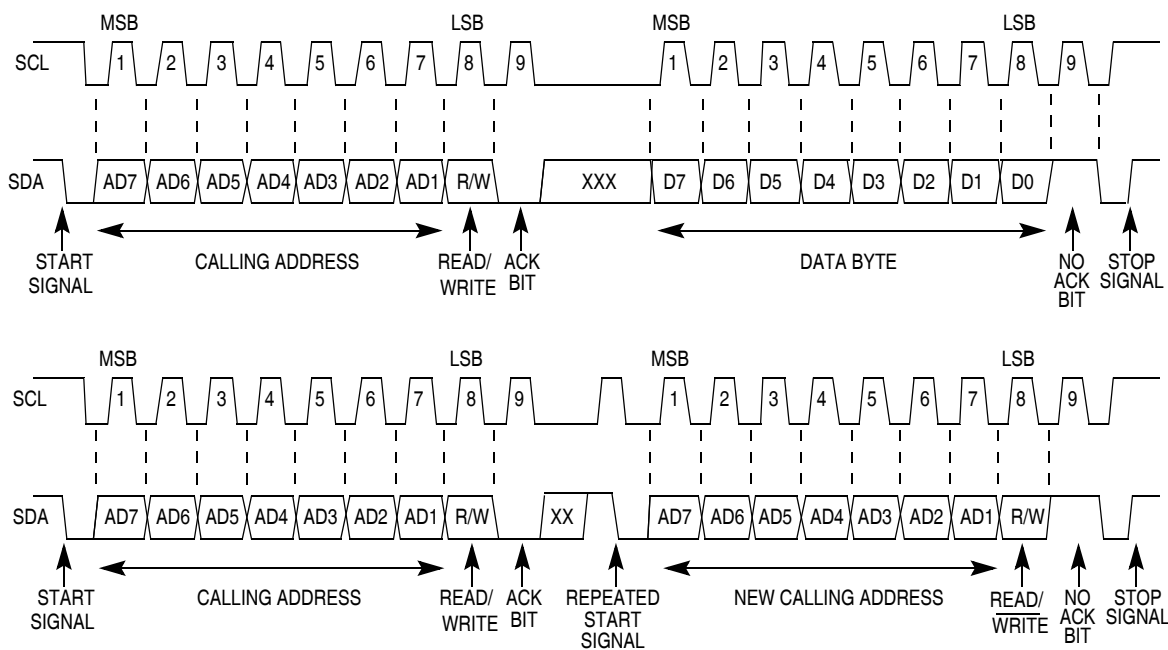 MSB LSB MSB LSB
SCL 1 2 3 4 5 6 7 8 9 1 2 3 4 5 6 7 8 9
SDA AD7 AD6 AD5 AD4 AD3 AD2 AD1 R/W XXX D7 D6 D5 D4 D3 D2 D1 D0
START
SIGNAL
CALLING ADDRESS
READ/
WRITE
ACK
BIT
DATA BYTE
NO
ACK
BIT
STOP
SIGNAL
MSB LSB MSB LSB
SCL 1 2 3 4 5 6 7 8 9 1 2 3 4 5 6 7 8 9
SDA AD7 AD6 AD5 AD4 AD3 AD2 AD1 R/W XX AD7 AD6 AD5 AD4 AD3 AD2 AD1 R/W
START
SIGNAL
CALLING ADDRESS
READ/
WRITE
ACK
BIT
REPEATED
START
SIGNAL
NEW CALLING ADDRESS
READ/
WRITE
NO
ACK
BIT
STOP
SIGNAL